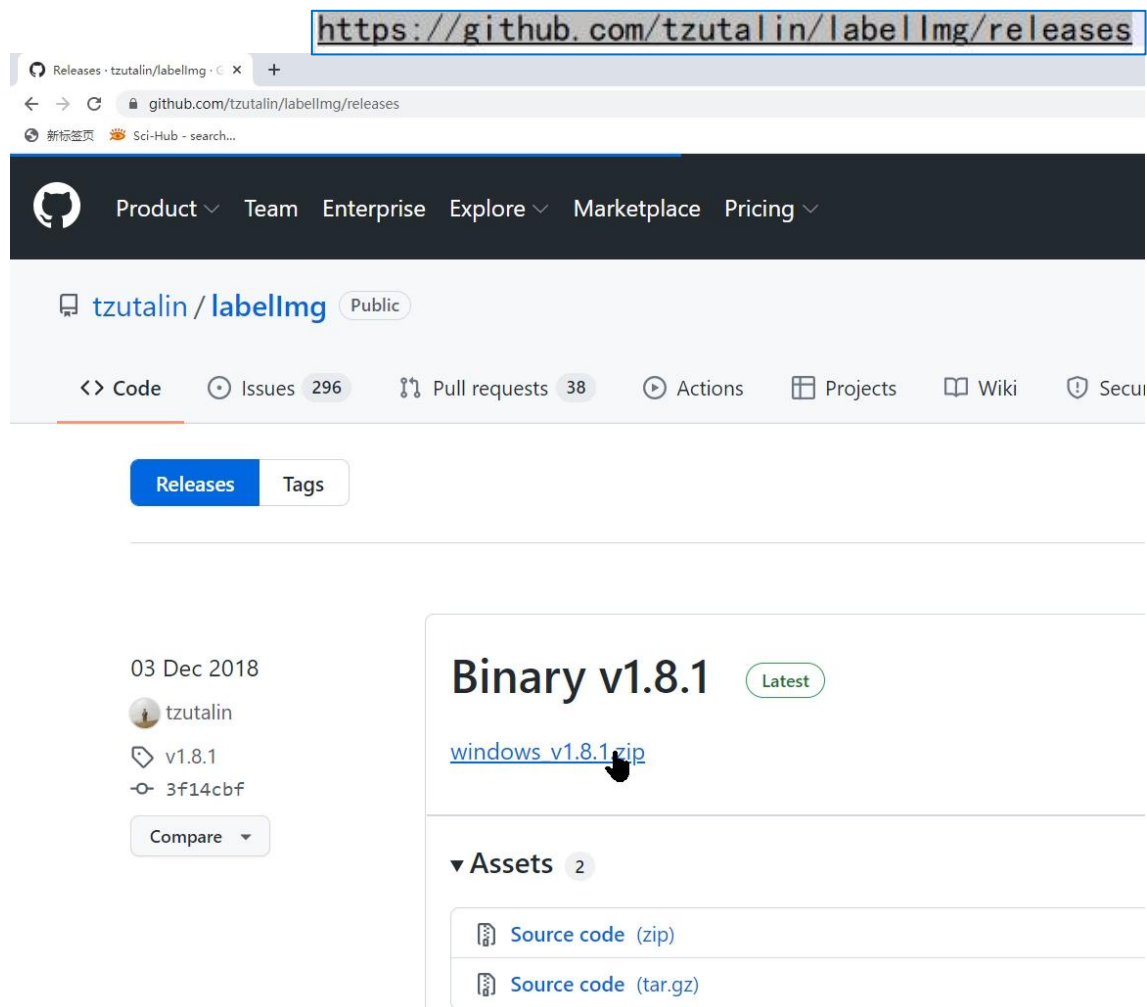 https://github.com/tzutalin/labelImg/releases
Releases · tzutalin/labelImg · G
github.com/tzutalin/labelImg/releases
新标签页 Sci-Hub - search...
Product Team Enterprise Explore Marketplace Pricing
tzutalin / labelImg Public
<> Code Issues 296 Pull requests 38 Actions Projects Wiki Secur
Releases Tags
03 Dec 2018
tzutalin
v1.8.1
3f14cbf
Compare
Binary v1.8.1 Latest
windows_v1.8.1.zip
Assets 2
Source code (zip)
Source code (tar.gz)